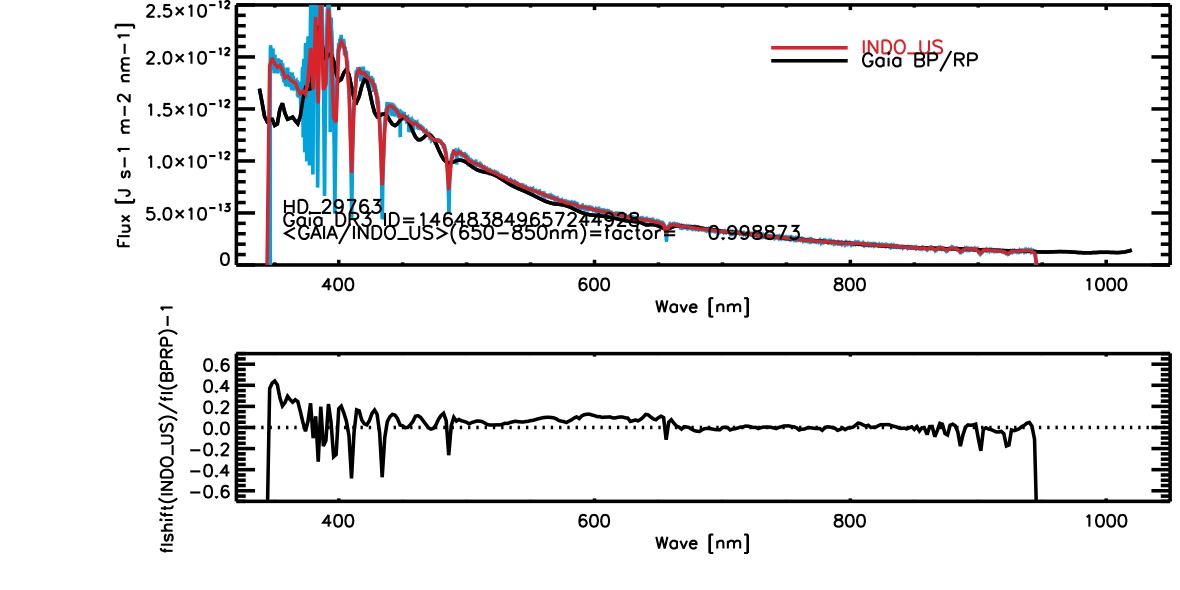 2.5×10−12
2.0×10−12
1.5×10−12
1.0×10−12
5.0×10−13
0
Flux [J s−1 m−2 nm−1]
INDO_US
Gaia BP/RP
HD_29763
Gaia DR3 ID=146483849657244928
<GAIA/INDO_US>(650−850nm)=factor= 0.998873
400 600 800 1000
Wave [nm]
flshift(INDO_US)/fl(BPRP)−1
0.6
0.4
0.2
0.0
−0.2
−0.4
−0.6
400 600 800 1000
Wave [nm]